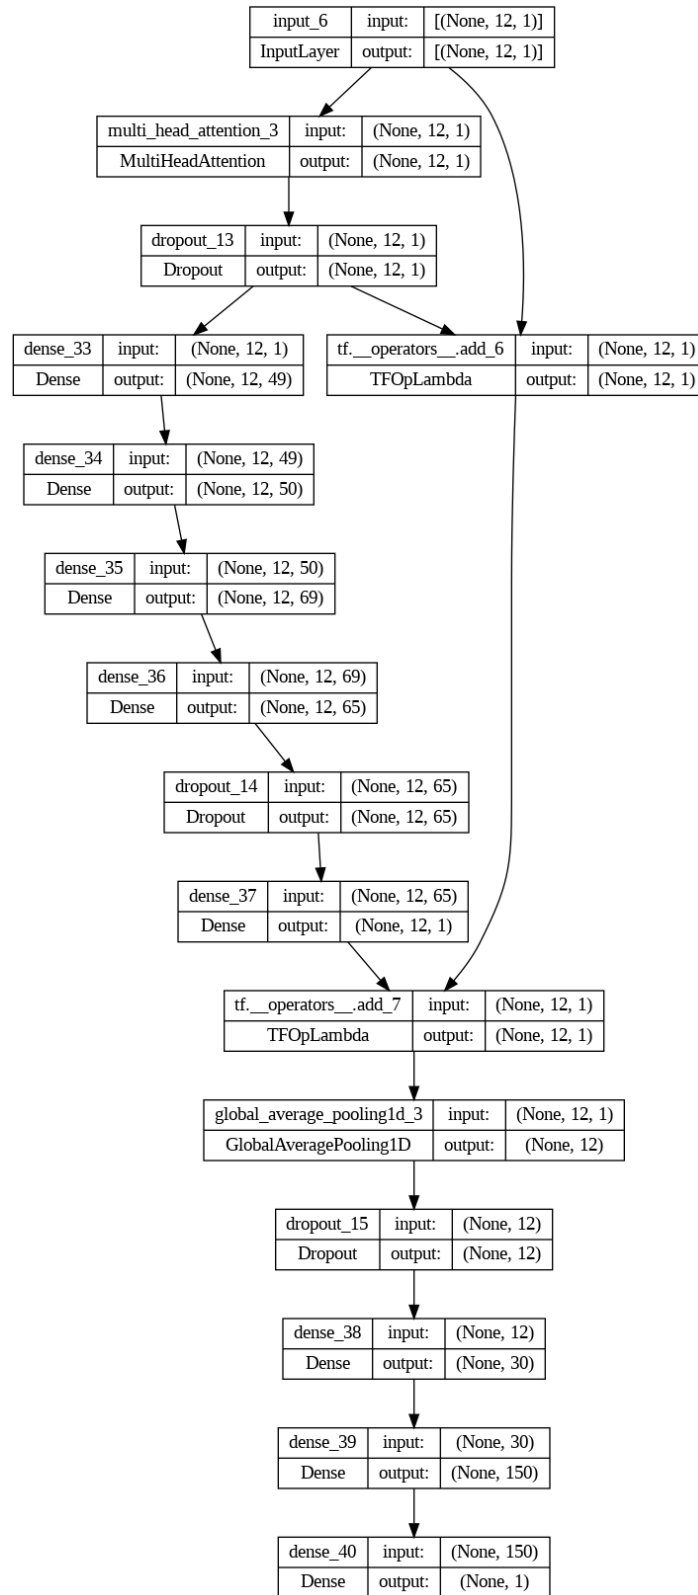 input_6 input: [(None, 12, 1)]
InputLayer output: [(None, 12, 1)]
multi_head_attention_3 input: (None, 12, 1)
MultiHeadAttention output: (None, 12, 1)
dropout_13 input: (None, 12, 1)
Dropout output: (None, 12, 1)
dense_33 input: (None, 12, 1)
Dense output: (None, 12, 49)
tf.__operators__.add_6 input: (None, 12, 1)
TFOpLambda output: (None, 12, 1)
dense_34 input: (None, 12, 49)
Dense output: (None, 12, 50)
dense_35 input: (None, 12, 50)
Dense output: (None, 12, 69)
dense_36 input: (None, 12, 69)
Dense output: (None, 12, 65)
dropout_14 input: (None, 12, 65)
Dropout output: (None, 12, 65)
dense_37 input: (None, 12, 65)
Dense output: (None, 12, 1)
tf.__operators__.add_7 input: (None, 12, 1)
TFOpLambda output: (None, 12, 1)
global_average_pooling1d_3 input: (None, 12, 1)
GlobalAveragePooling1D output: (None, 12)
dropout_15 input: (None, 12)
Dropout output: (None, 12)
dense_38 input: (None, 12)
Dense output: (None, 30)
dense_39 input: (None, 30)
Dense output: (None, 150)
dense_40 input: (None, 150)
Dense output: (None, 1)